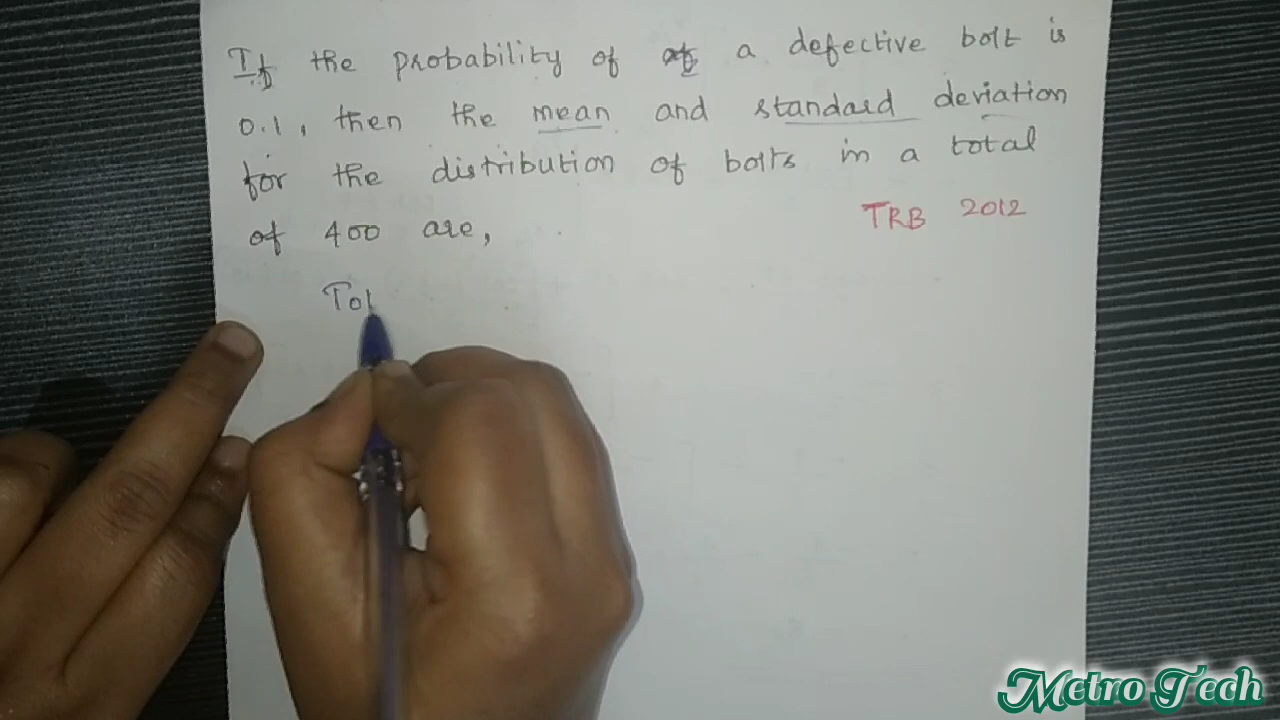 If the probability of of a defective bolt is
0.1, then the mean and standard deviation
for the distribution of bolts in a total
of 400 are,
TRB 2012
Tot
Metro Tech